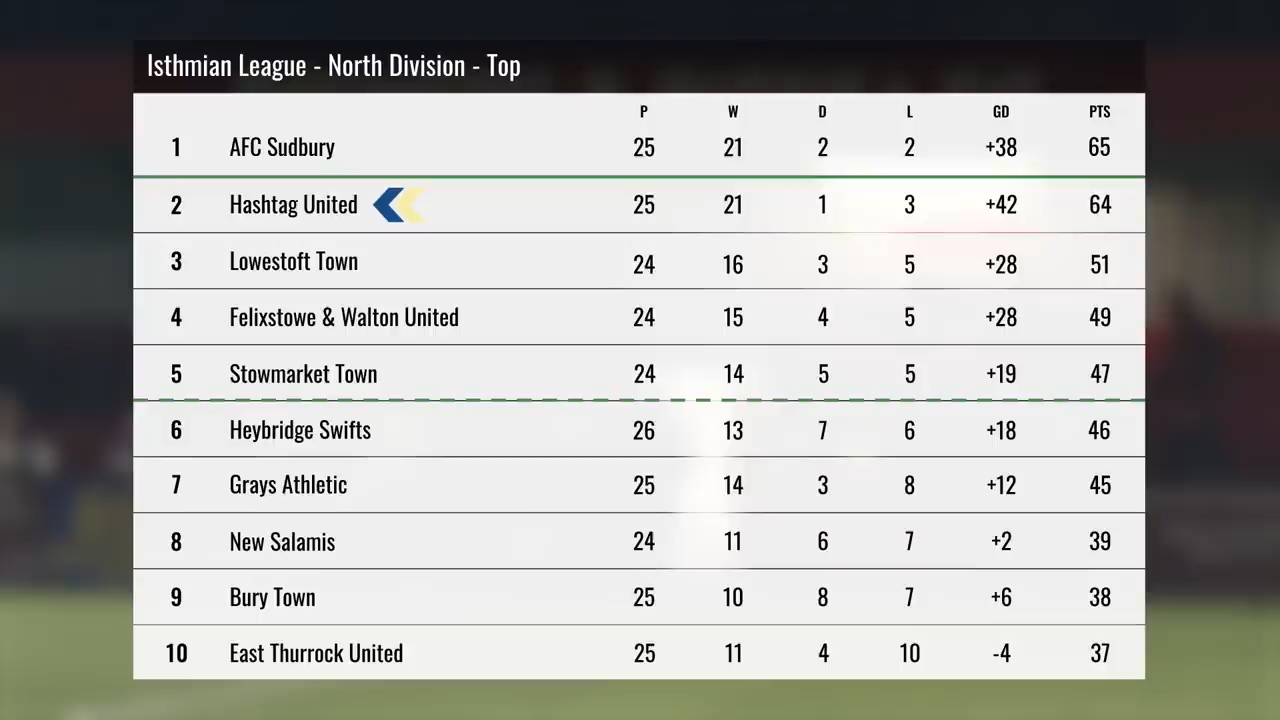 Isthmian League - North Division - Top
P W D L GD PTS
1 AFC Sudbury 25 21 2 2 +38 65
2 Hashtag United 25 21 1 3 +42 64
3 Lowestoft Town 24 16 3 5 +28 51
4 Felixstowe & Walton United 24 15 4 5 +28 49
5 Stowmarket Town 24 14 5 5 +19 47
6 Heybridge Swifts 26 13 7 6 +18 46
7 Grays Athletic 25 14 3 8 +12 45
8 New Salamis 24 11 6 7 +2 39
9 Bury Town 25 10 8 7 +6 38
10 East Thurrock United 25 11 4 10 -4 37